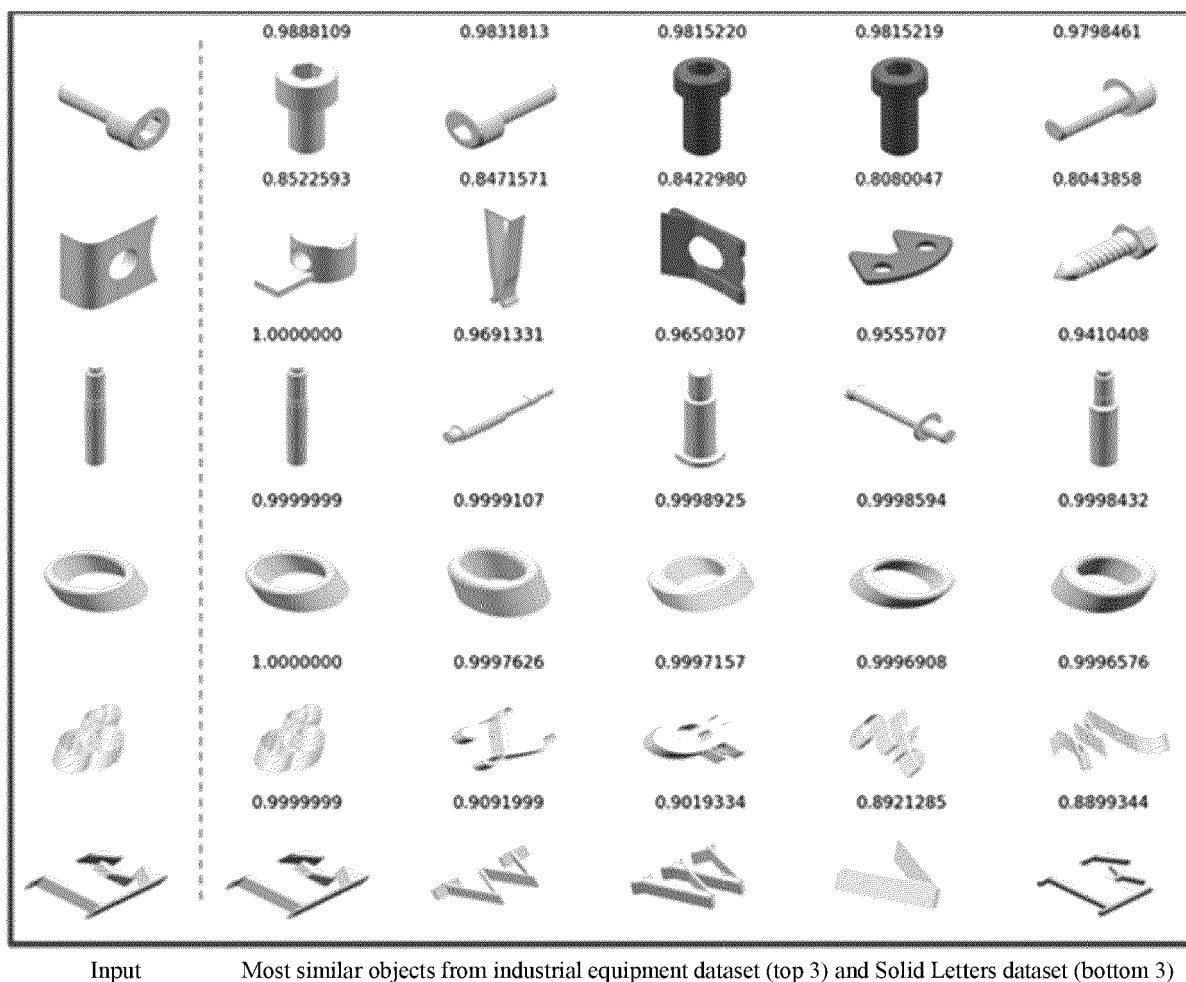 0.9888109 0.9831813 0.9815220 0.9815219 0.9798461
0.8522593 0.8471571 0.8422980 0.8080047 0.8043858
1.0000000 0.9691331 0.9650307 0.9555707 0.9410408
0.9999999 0.9999107 0.9998925 0.9998594 0.9998432
1.0000000 0.9997626 0.9997157 0.9996908 0.9996576
0.9999999 0.9091999 0.9019334 0.8921285 0.8899344
Input Most similar objects from industrial equipment dataset (top 3) and Solid Letters dataset (bottom 3)